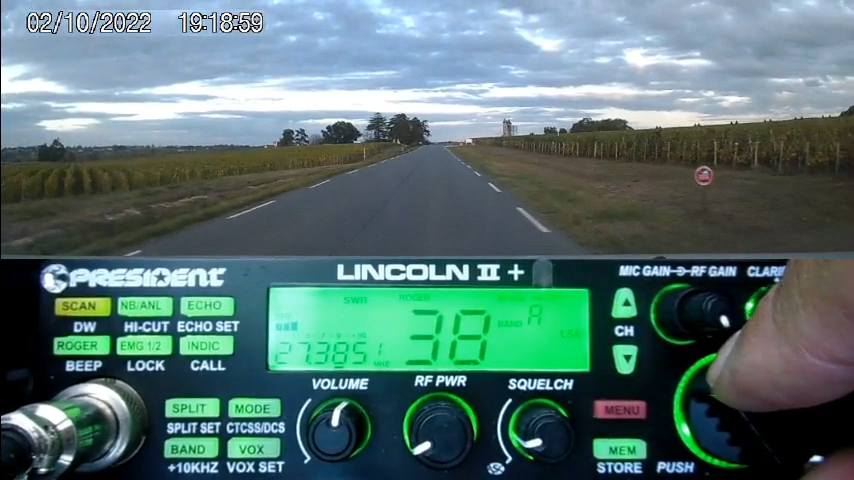 02/10/2022 19:18:59
PRESIDENT LINCOLN II + MIC GAIN RF GAIN
SCAN NB/ANL ECHO
DW HI-CUT ECHO SET
ROGER EMG 1/2 INDIC
BEEP LOCK CALL
SWR ROGER
38 BAND A
27.3851
CH
VOLUME RF PWR SQUELCH
SPLIT MODE
SPLIT SET CTCSS/DCS
BAND VOX
+10KHZ VOX SET
MENU
MEM
STORE PUSH